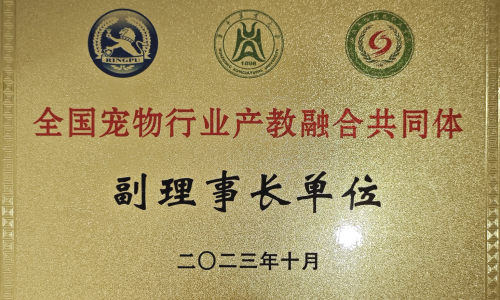 RINGPU
1898
全国宠物行业产教融合共同体
副理事长单位
二〇二三年十月